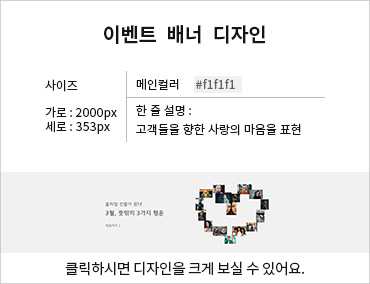 이벤트 배너 디자인
사이즈
가로 : 2000px
세로 : 353px
메인컬러 #f1f1f1
한 줄 설명 :
고객들을 향한 사랑의 마음을 표현
3월, 뜻밖의 3가지 행운
클릭하시면 디자인을 크게 보실 수 있어요.